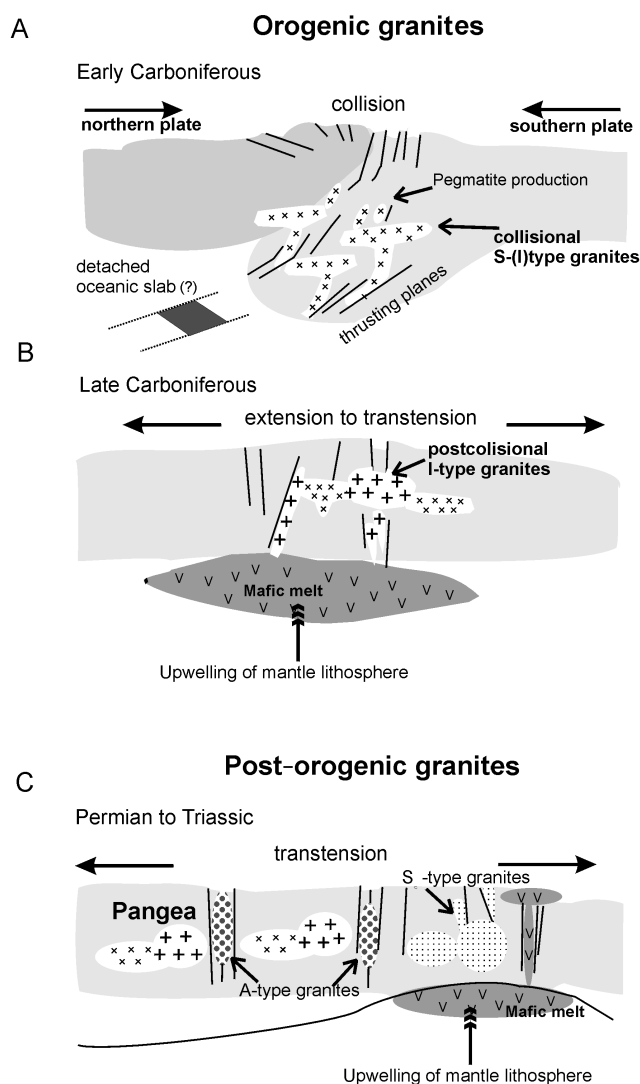 A
Orogenic granites
Early Carboniferous
collision
northern plate
southern plate
Pegmatite production
collisional
S-(I)type granites
detached
oceanic slab (?)
thrusting planes
B
Late Carboniferous
extension to transtension
postcolisional
I-type granites
Mafic melt
Upwelling of mantle lithosphere
Post-orogenic granites
C
Permian to Triassic
transtension
S -type granites
Pangea
A-type granites
Mafic melt
Upwelling of mantle lithosphere